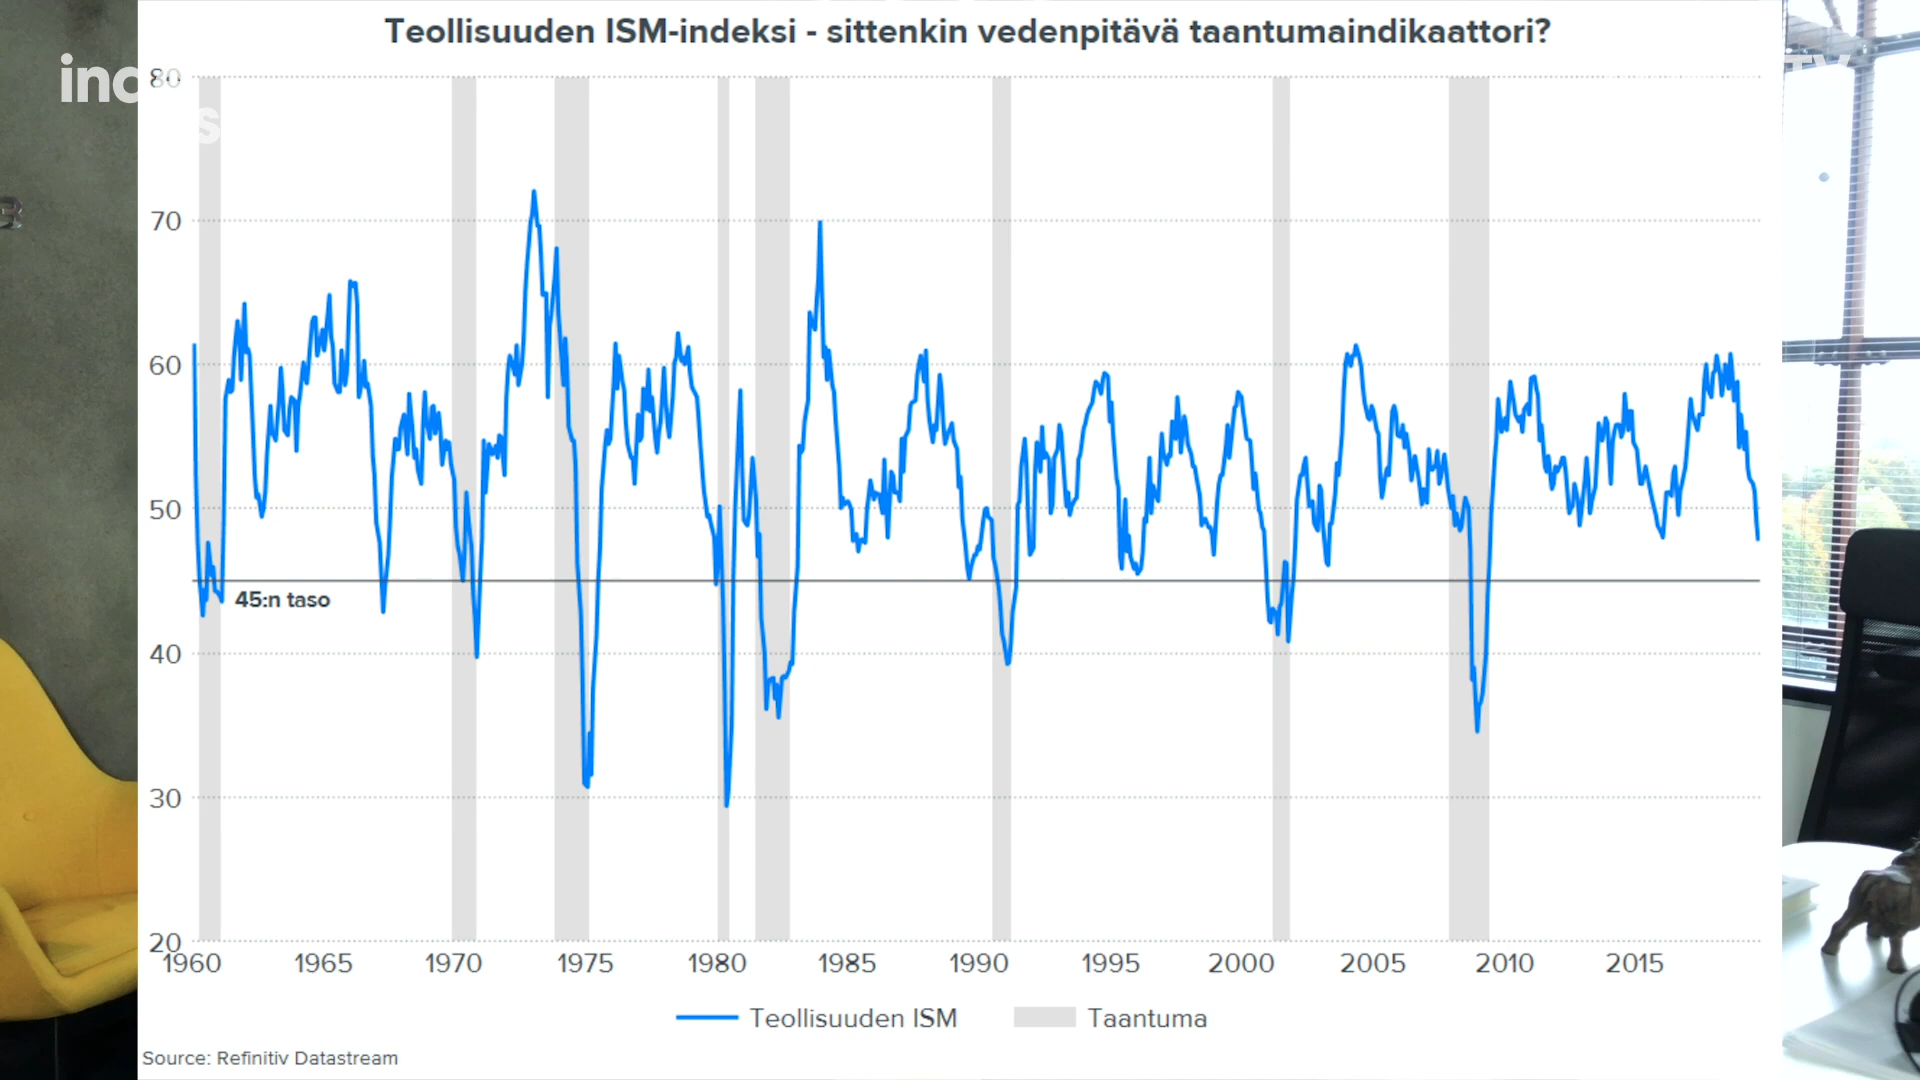 Teollisuuden ISM-indeksi - sittenkin vedenpitävä taantumaindikaattori?
80
70
60
50
45:n taso
40
30
20
1960 1965 1970 1975 1980 1985 1990 1995 2000 2005 2010 2015
Teollisuuden ISM Taantuma
Source: Refinitiv Datastream